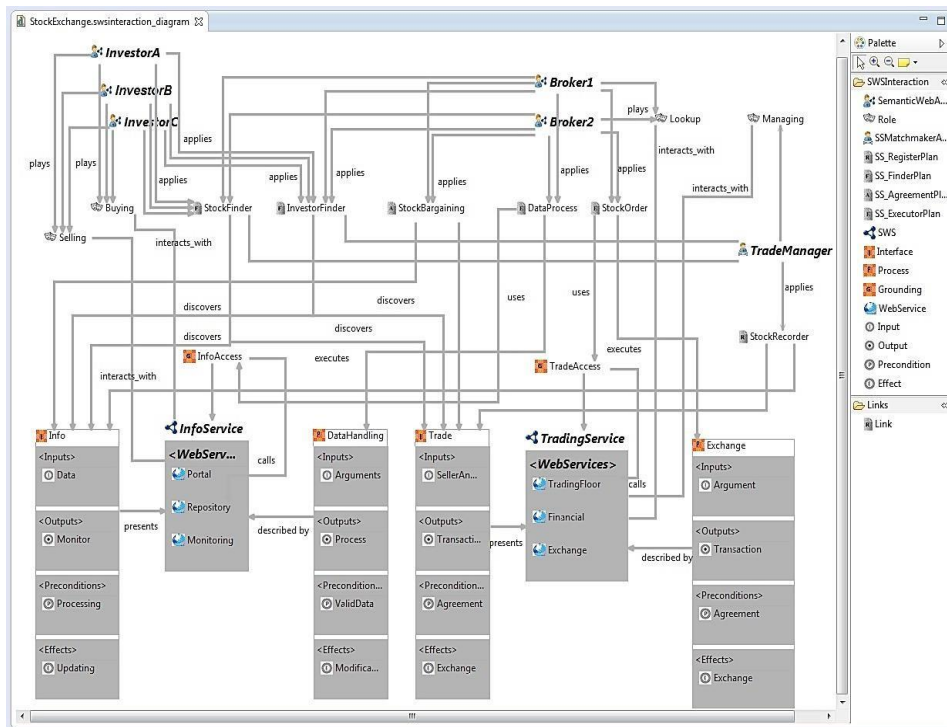 StockExchange.swsinteraction_diagram
InvestorA
InvestorB
InvestorC
Broker1
Broker2
plays
Lookup
Managing
plays
plays
applies
applies
applies
applies
applies
applies
interacts_with
interacts_with
Buying
StockFinder
InvestorFinder
StockBargaining
DataProcess
StockOrder
Selling
interacts_with
TradeManager
uses
uses
applies
discovers
discovers
discovers
discovers
StockRecorder
InfoAccess
executes
TradeAccess
executes
interacts_with
Info
InfoService
DataHandling
Trade
TradingService
Exchange
<Inputs>
Data
<Outputs>
Monitor
<Preconditions>
Processing
<Effects>
Updating
presents
<WebServ...
Portal
Repository
Monitoring
calls
described by
<Inputs>
Arguments
<Outputs>
Process
<Precondition...
ValidData
<Effects>
Modifica...
<Inputs>
SellerAn...
<Outputs>
Transacti...
<Preconditions>
Agreement
<Effects>
Exchange
presents
<WebServices>
TradingFloor
Financial
Exchange
calls
described by
<Inputs>
Argument
<Outputs>
Transaction
<Preconditions>
Agreement
<Effects>
Exchange
Palette
SWSInteraction
SemanticWebA...
Role
SSMatchmakerA...
SS_RegisterPlan
SS_FinderPlan
SS_AgreementPl...
SS_ExecutorPlan
SWS
Interface
Process
Grounding
WebService
Input
Output
Precondition
Effect
Links
Link